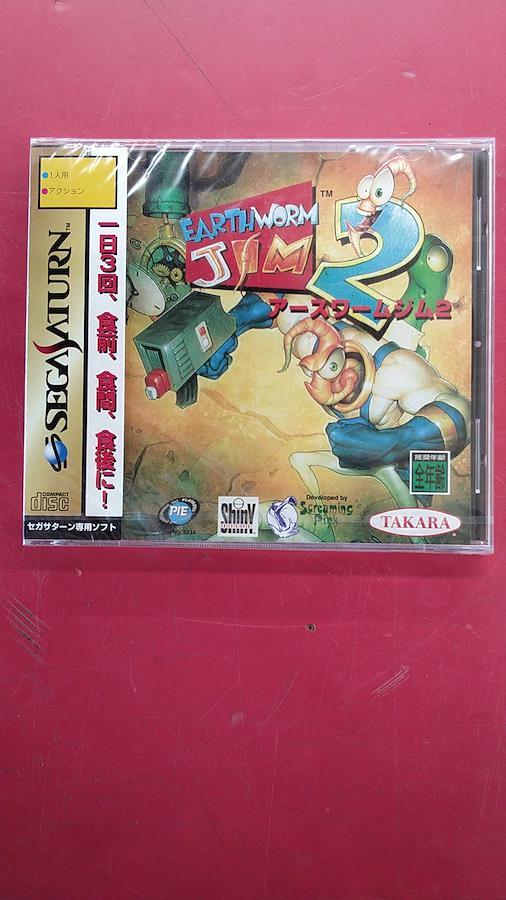 1人用
アクション
SEGA SATURN™
COMPACT
disc
セガサターン専用ソフト
一日3回、食前、食間、食後に!
EARTHWORM
JIM 2
™
アースワームジム2
推奨年齢
全年齢
PIE
Shiny
Developed by
Screaming
Pink
TAKARA